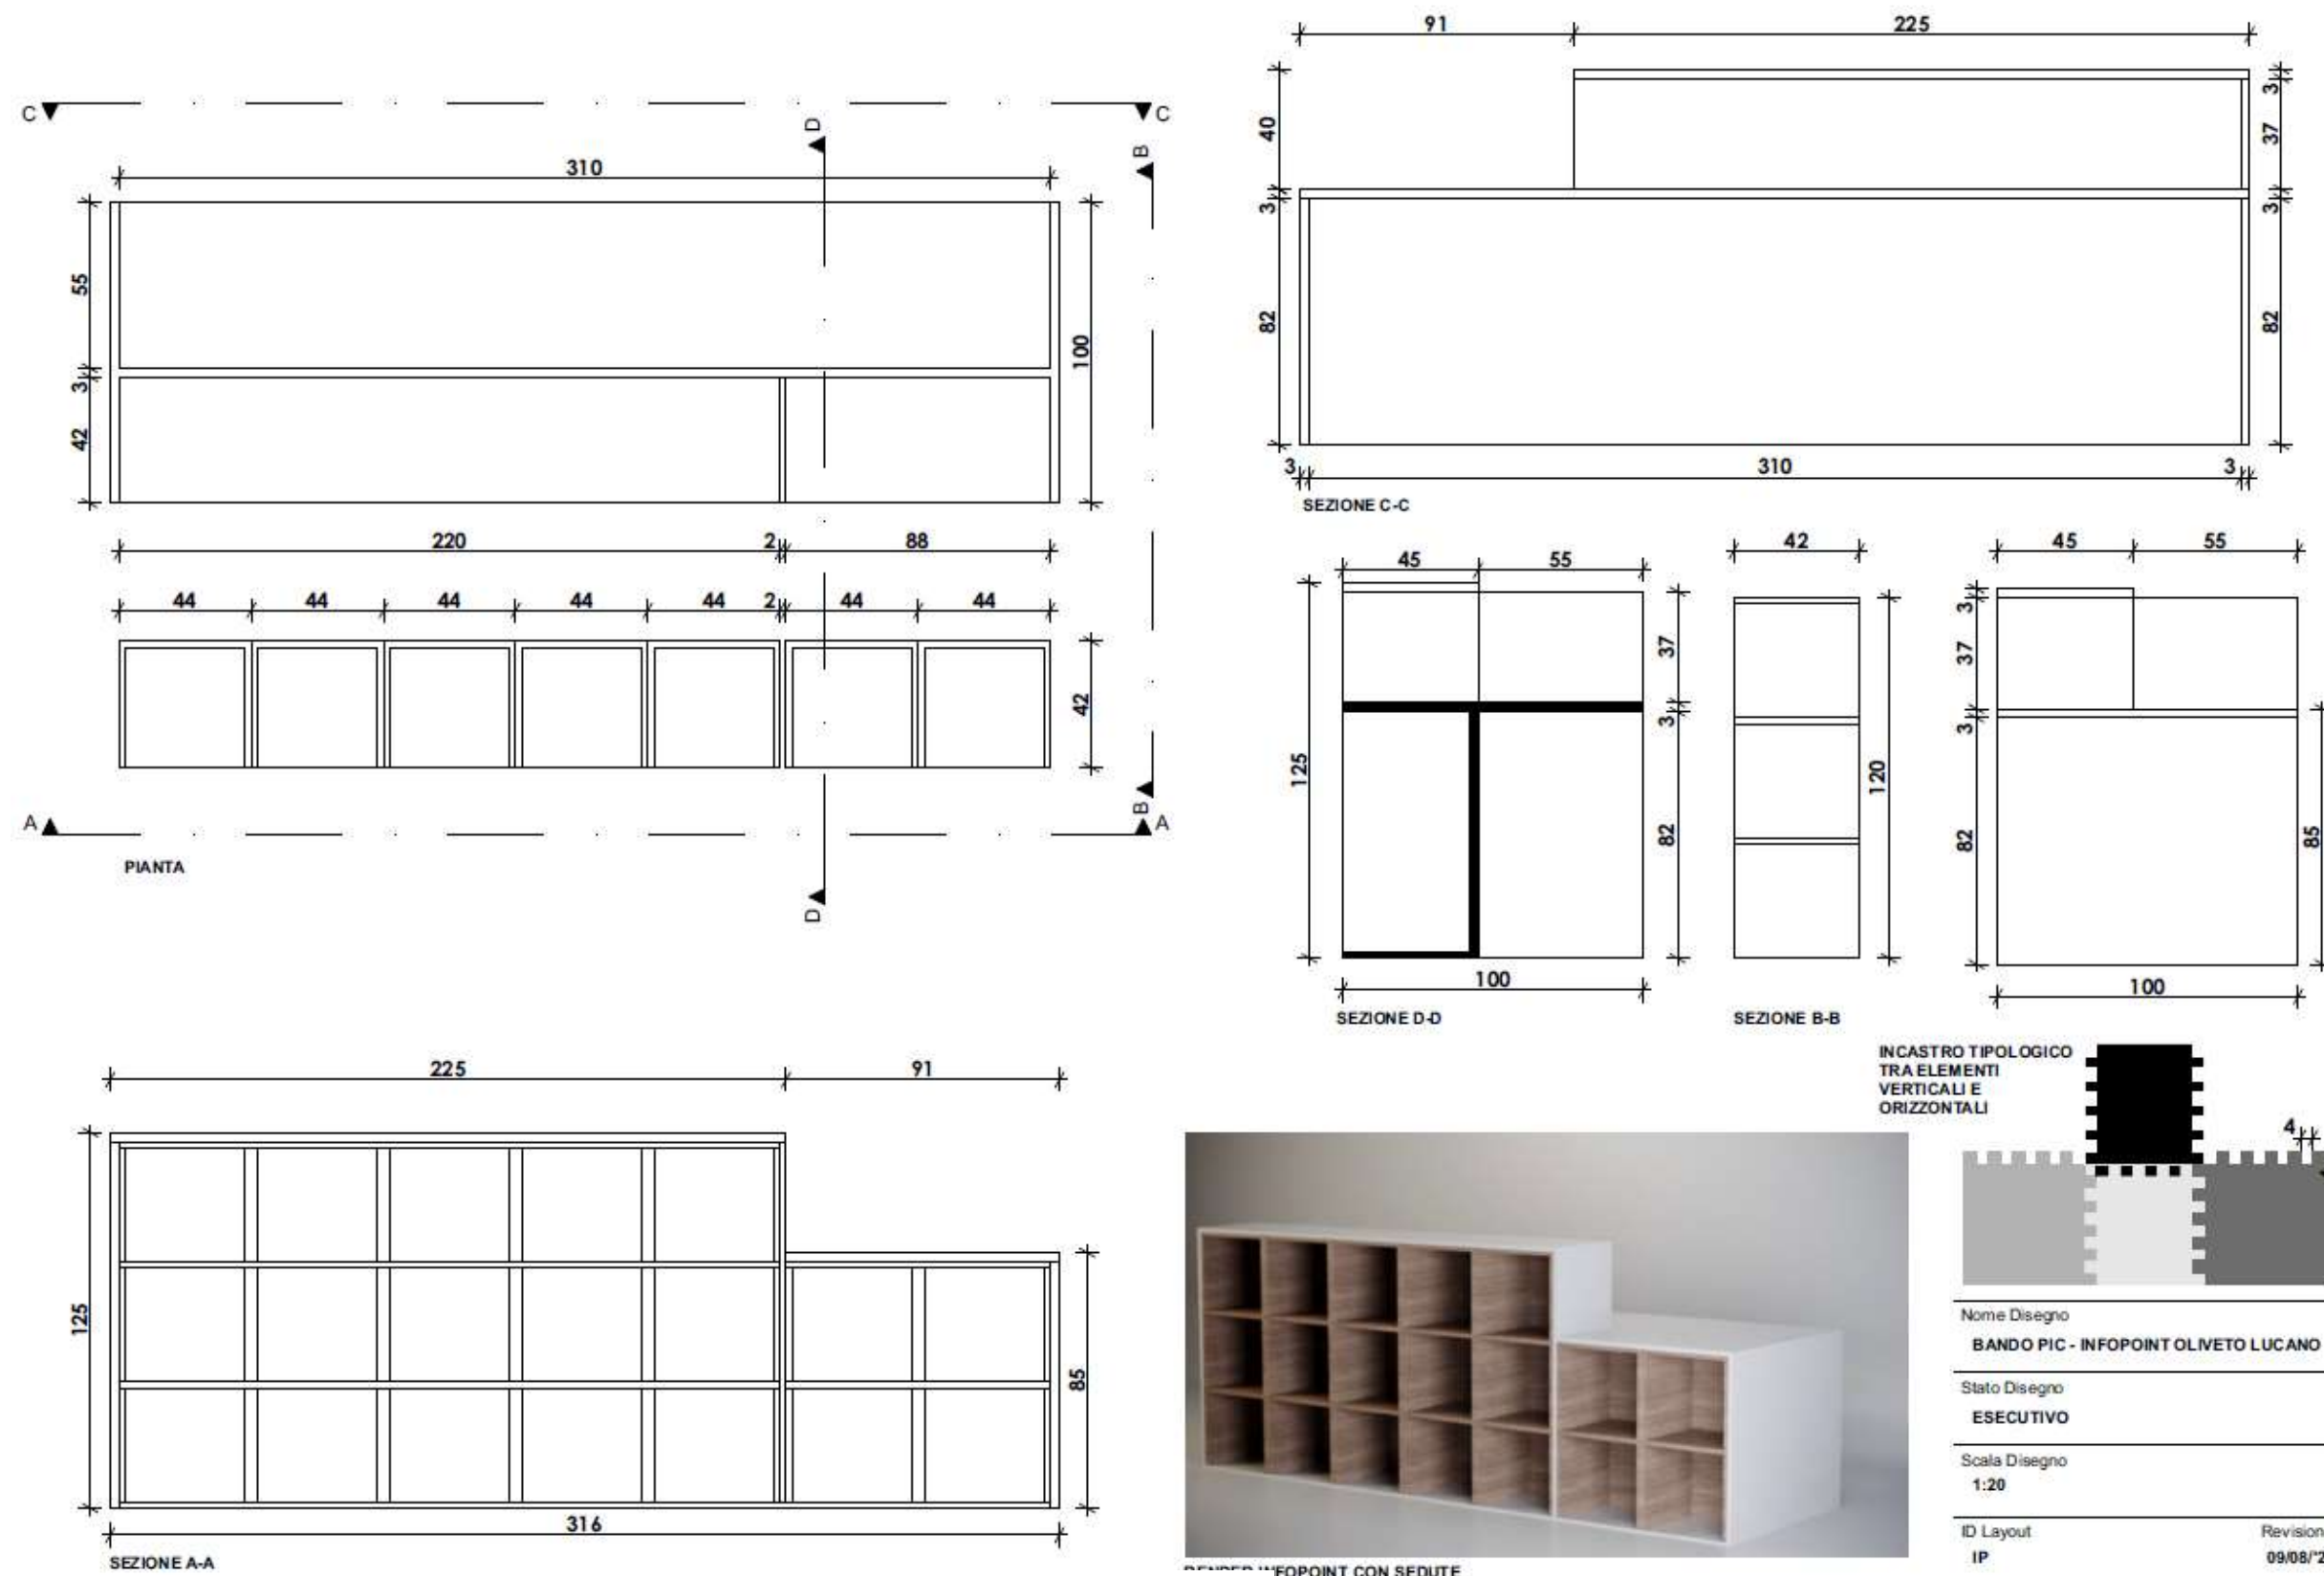 C
C
D
B
310
55
3
42
100
220
2
88
44
44
44
44
44
2
44
44
42
A
B
A
D
PIANTA
225
91
125
85
316
SEZIONE A-A
91
225
40
3
82
3
37
3
82
3
310
3
SEZIONE C-C
45
55
125
37
3
82
100
SEZIONE D-D
42
120
SEZIONE B-B
45
55
3
37
3
82
85
100
INCASTRO TIPOLOGICO
TRA ELEMENTI
VERTICALI E
ORIZZONTALI
4
CON SEDUTE
Nome Disegno
BANDO PIC - INFOPOINT OLIVETO LUCANO
Stato Disegno
ESECUTIVO
Scala Disegno
1:20
ID Layout
IP